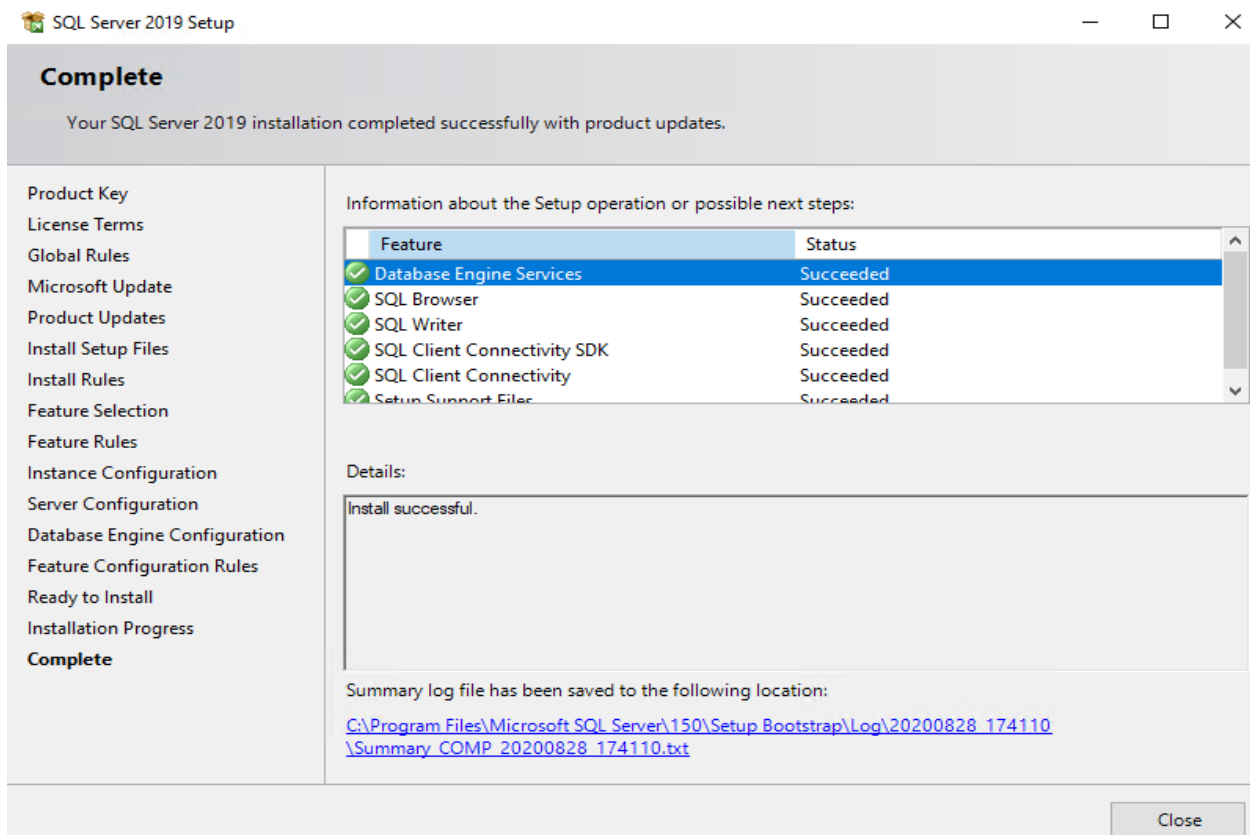 SQL Server 2019 Setup
Complete
Your SQL Server 2019 installation completed successfully with product updates.
Product Key
License Terms
Global Rules
Microsoft Update
Product Updates
Install Setup Files
Install Rules
Feature Selection
Feature Rules
Instance Configuration
Server Configuration
Database Engine Configuration
Feature Configuration Rules
Ready to Install
Installation Progress
Complete
Information about the Setup operation or possible next steps:
Feature Status
Database Engine Services Succeeded
SQL Browser Succeeded
SQL Writer Succeeded
SQL Client Connectivity SDK Succeeded
SQL Client Connectivity Succeeded
Setup Support Files Succeeded
Details:
Install successful.
Summary log file has been saved to the following location:
C:\Program Files\Microsoft SQL Server\150\Setup Bootstrap\Log\20200828_174110
\Summary_COMP_20200828_174110.txt
Close